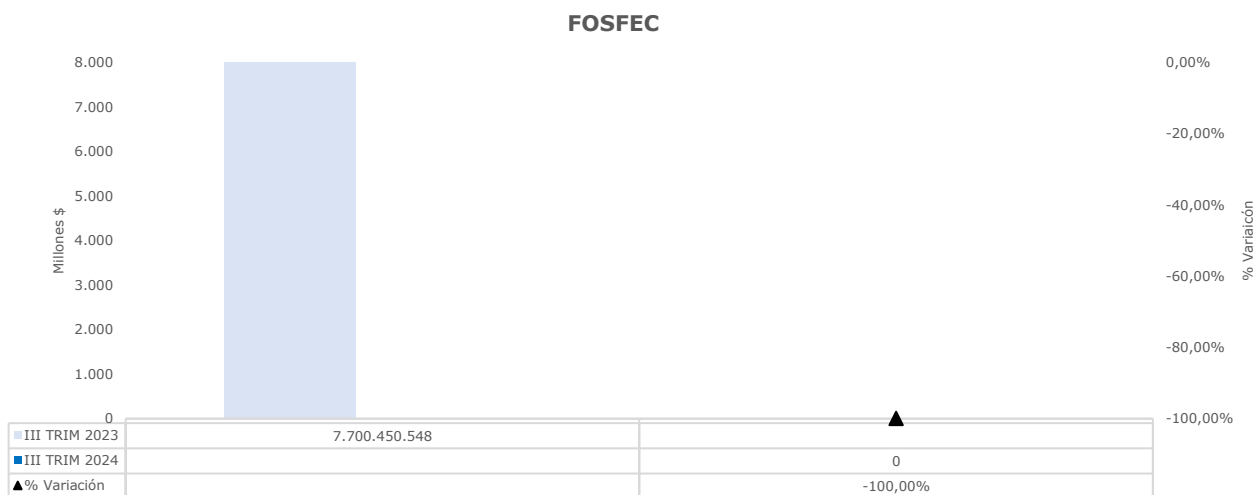 FOSFEC
8.000
7.000
6.000
5.000
4.000
3.000
2.000
1.000
0
Millones $
0,00%
-20,00%
-40,00%
-60,00%
-80,00%
-100,00%
% Variaicón
III TRIM 2023 7.700.450.548
III TRIM 2024 0
% Variación -100,00%